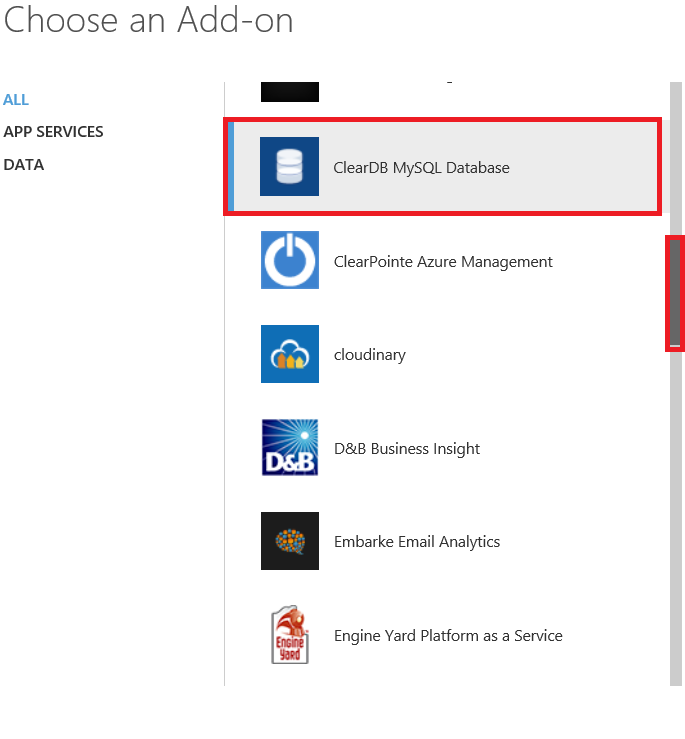 Choose an Add-on
ALL
APP SERVICES
DATA
ClearDB MySQL Database
ClearPointe Azure Management
cloudinary
D&B
D&B Business Insight
Embarke Email Analytics
Engine
Yard
Engine Yard Platform as a Service